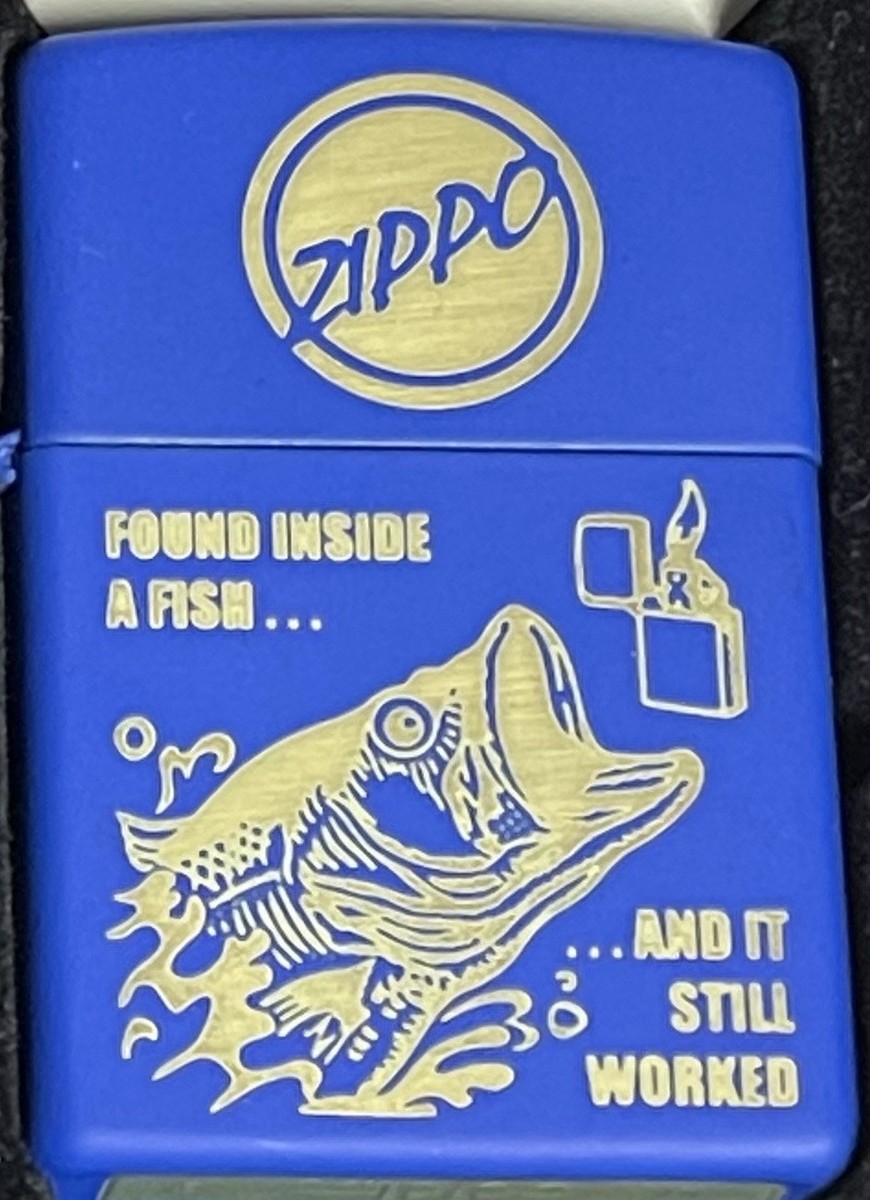 ZIPPO
FOUND INSIDE
A FISH...
...AND IT
STILL
WORKED